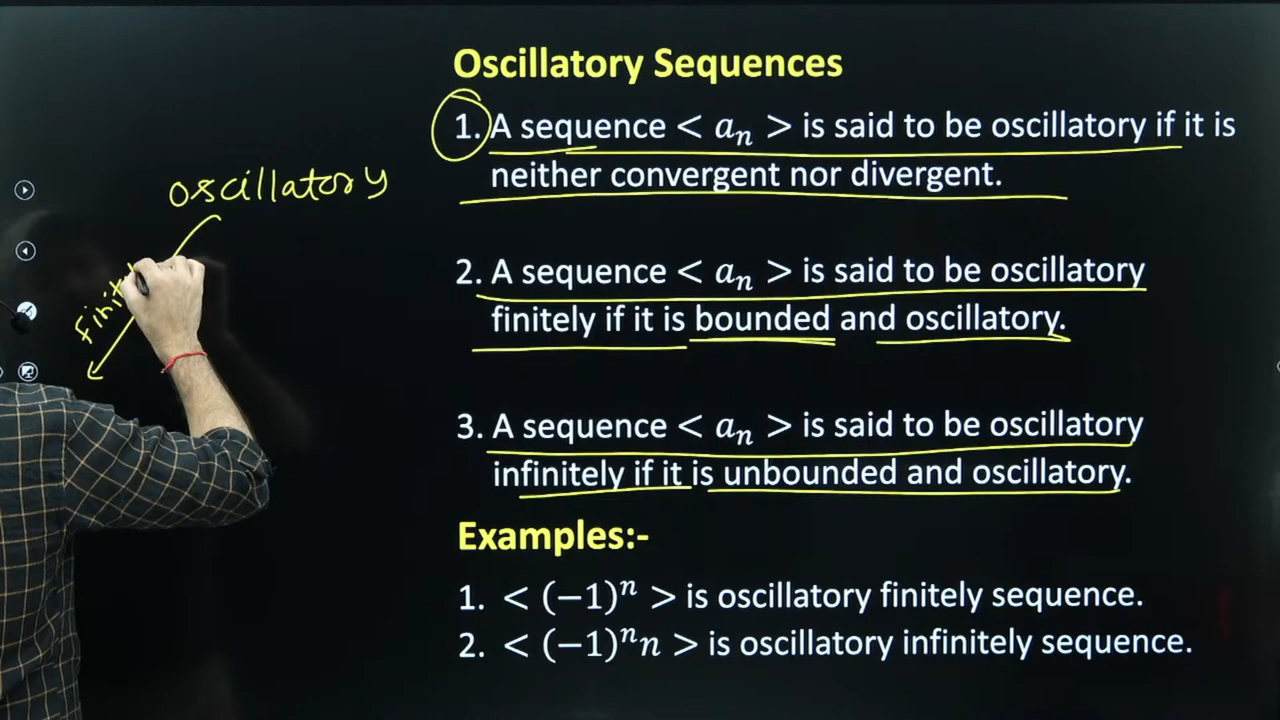 Oscillatory Sequences
1. A sequence < aₙ > is said to be oscillatory if it is
neither convergent nor divergent.
oscillatory
2. A sequence < aₙ > is said to be oscillatory
finitely if it is bounded and oscillatory.
3. A sequence < aₙ > is said to be oscillatory
infinitely if it is unbounded and oscillatory.
Examples:-
1. < (−1)ⁿ > is oscillatory finitely sequence.
2. < (−1)ⁿn > is oscillatory infinitely sequence.